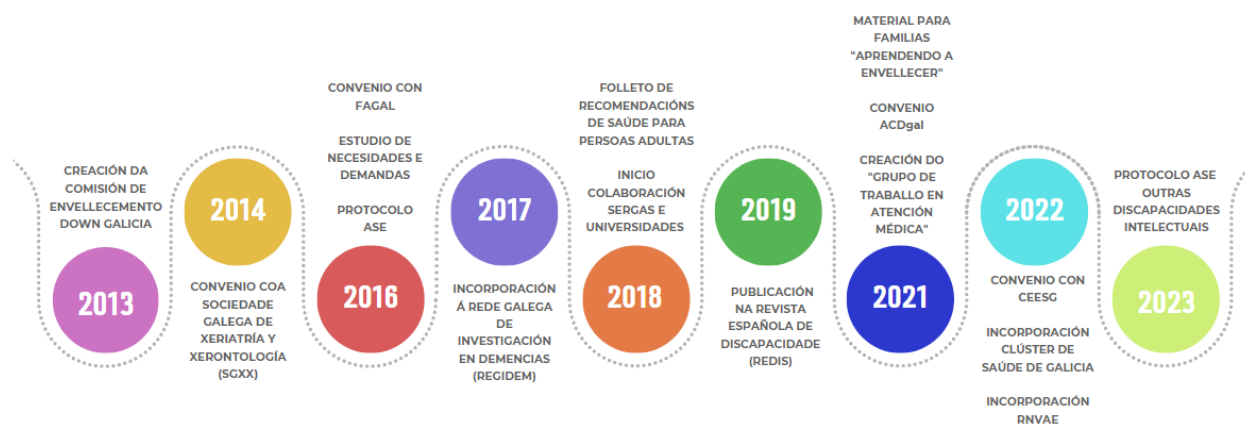 CREACIÓN DA
COMISIÓN DE
ENVELLECEMENTO
DOWN GALICIA
2013
2014
CONVENIO COA
SOCIEDADE
GALEGA DE
XERIATRÍA Y
XERONTOLOGÍA
(SGXX)
CONVENIO CON
FAGAL
ESTUDIO DE
NECESIDADES E
DEMANDAS
PROTOCOLO
ASE
2016
2017
INCORPORACIÓN
Á REDE GALEGA
DE
INVESTIGACIÓN
EN DEMENCIAS
(REGIDEM)
FOLLETO DE
RECOMENDACIÓNS
DE SAÚDE PARA
PERSOAS ADULTAS
INICIO
COLABORACIÓN
SERGAS E
UNIVERSIDADES
2018
2019
PUBLICACIÓN
NA REVISTA
ESPAÑOLA DE
DISCAPACIDADE
(REDIS)
MATERIAL PARA
FAMILIAS
"APRENDENDO A
ENVELLECER"
CONVENIO
ACDgal
CREACIÓN DO
"GRUPO DE
TRABALLO EN
ATENCIÓN
MÉDICA"
2021
2022
CONVENIO CON
CEESG
INCORPORACIÓN
CLÚSTER DE
SAÚDE DE GALICIA
INCORPORACIÓN
RNVAE
PROTOCOLO ASE
OUTRAS
DISCAPACIDADES
INTELECTUAIS
2023